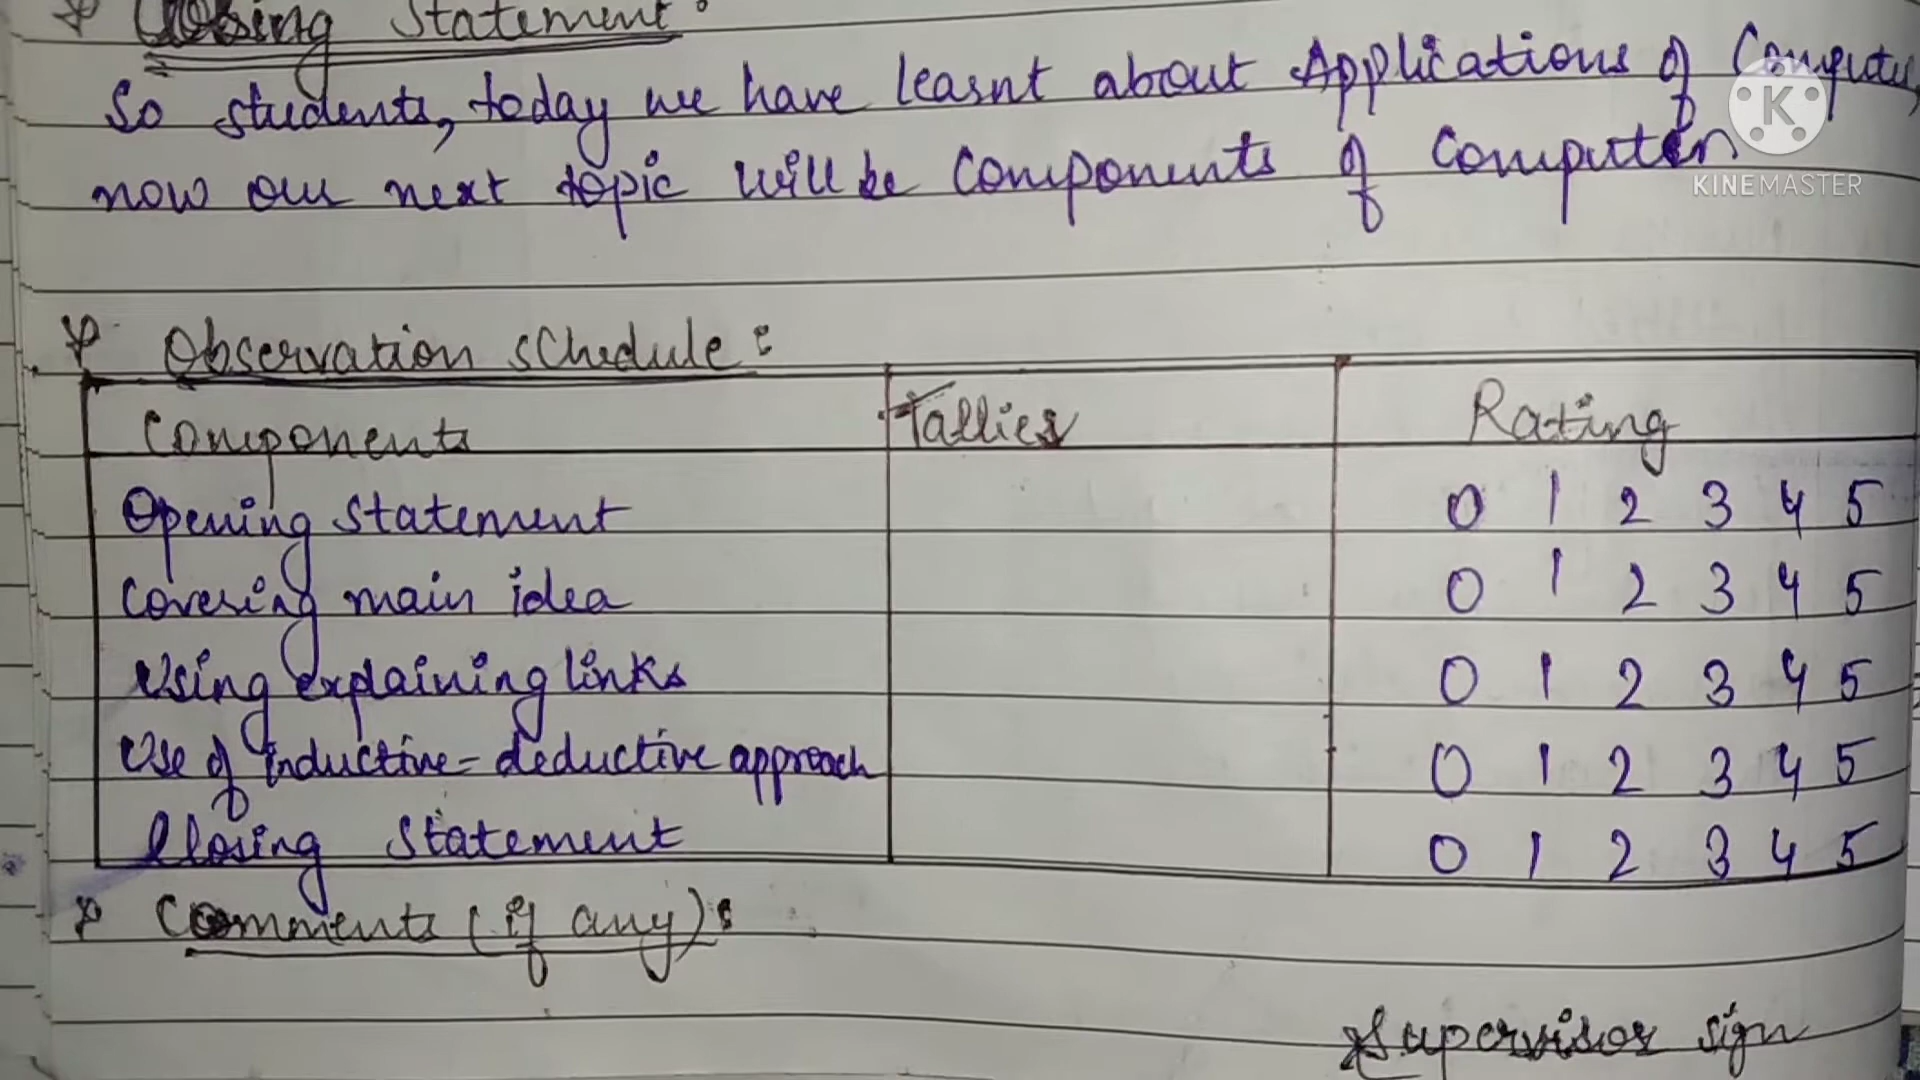 Closing Statement:
So students, today we have learnt about Applications of Computer,
now our next topic will be Components of Computer
KINEMASTER
Observation schedule:
Components Tallies Rating
Opening statement 0 1 2 3 4 5
Covering main idea 0 1 2 3 4 5
Using explaining links 0 1 2 3 4 5
Use of inductive-deductive approach 0 1 2 3 4 5
Closing statement 0 1 2 3 4 5
Comments (if any):
Supervisor sign